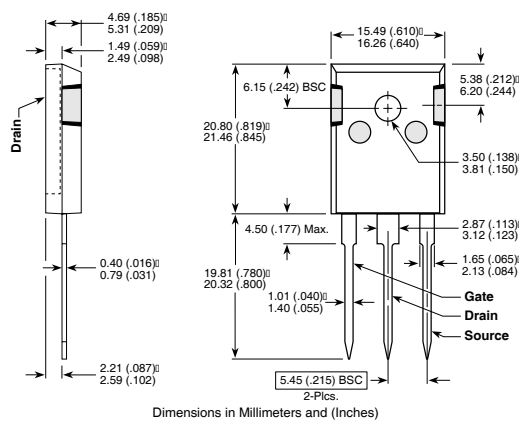 4.69 (.185)
5.31 (.209)
1.49 (.059)
2.49 (.098)
15.49 (.610)
16.26 (.640)
6.15 (.242) BSC
5.38 (.212)
6.20 (.244)
Drain
20.80 (.819)
21.46 (.845)
3.50 (.138)
3.81 (.150)
4.50 (.177) Max.
2.87 (.113)
3.12 (.123)
0.40 (.016)
0.79 (.031)
19.81 (.780)
20.32 (.800)
1.65 (.065)
2.13 (.084)
1.01 (.040)
1.40 (.055)
Gate
Drain
Source
2.21 (.087)
2.59 (.102)
5.45 (.215) BSC
2-Plcs.
Dimensions in Millimeters and (Inches)